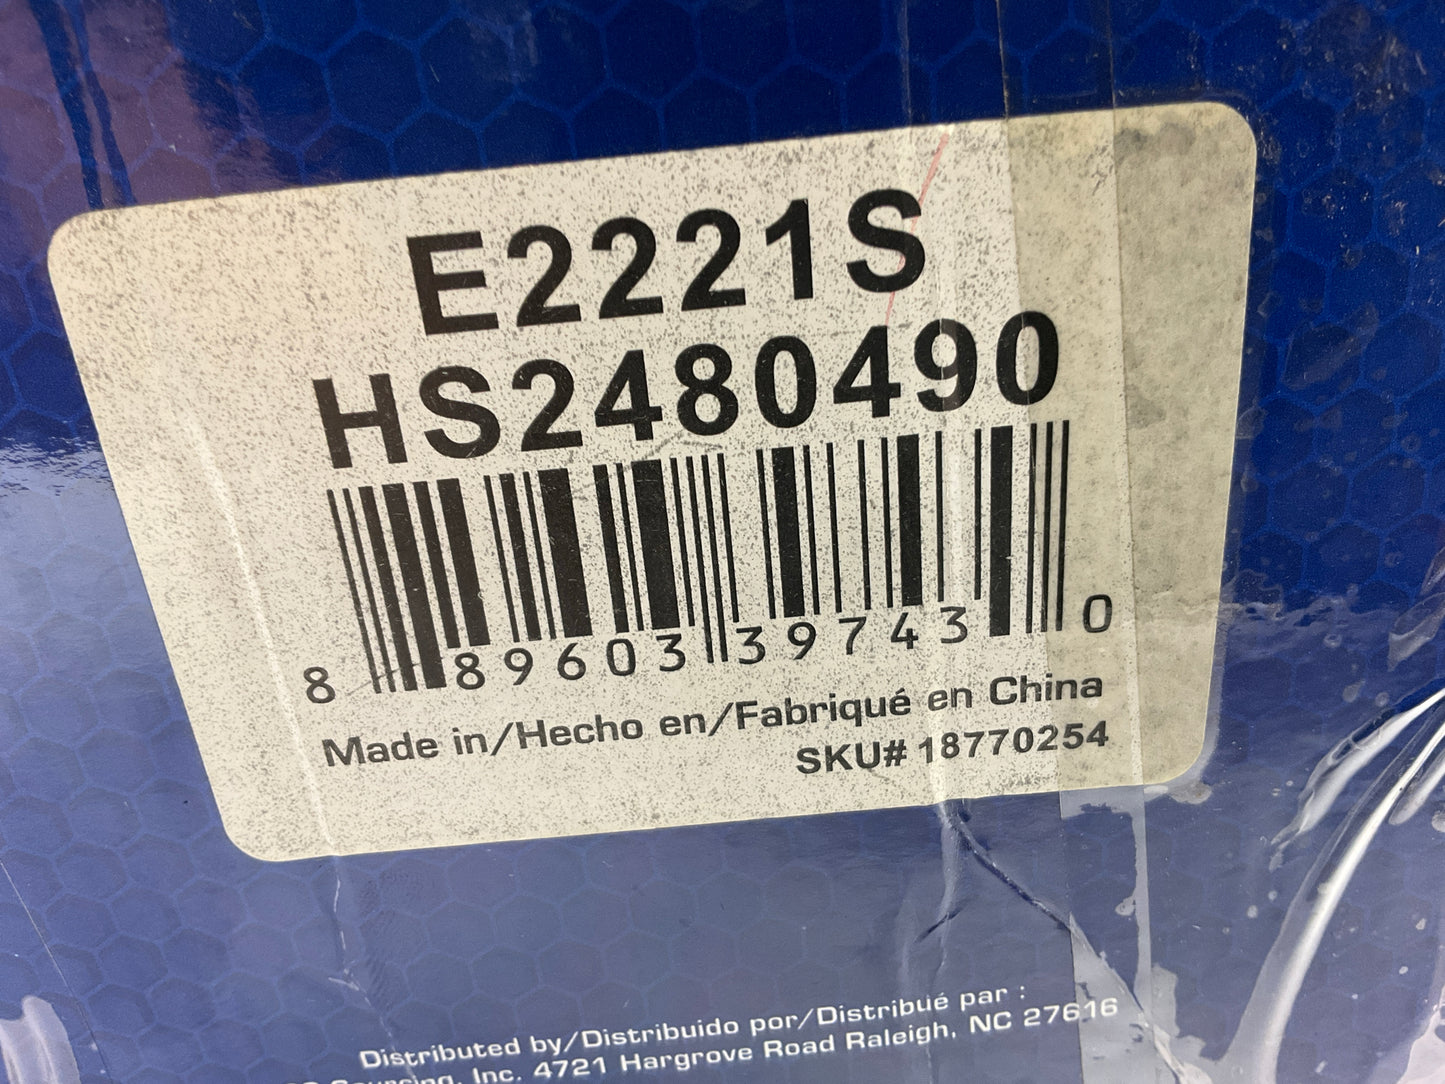 E2221S
HS2480490
8 89603 39743 0
Made in/Hecho en/Fabriqué en China
SKU# 18770254
Distributed by/Distribuido por/Distribué par :
Sourcing, Inc. 4721 Hargrove Road Raleigh, NC 27616